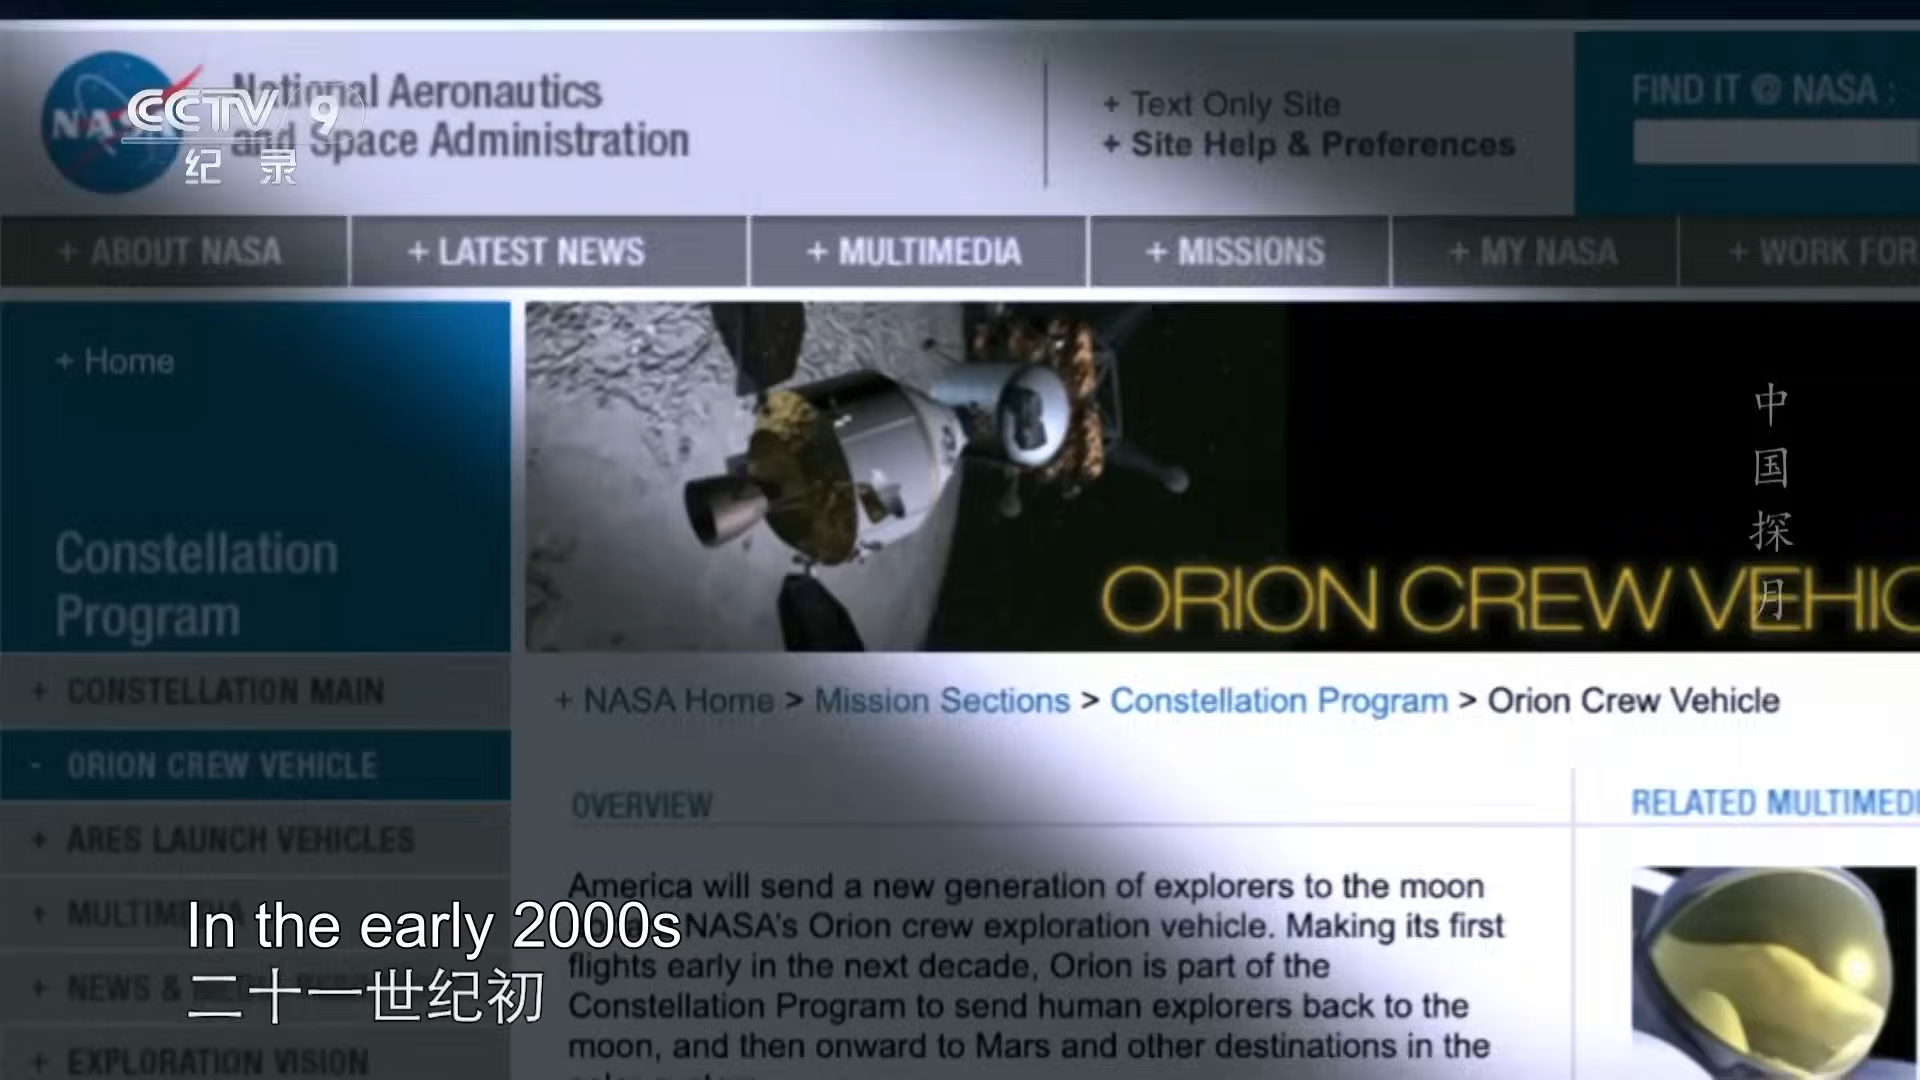 NASA
CCTV 9
纪 录
National Aeronautics
and Space Administration
+ Text Only Site
+ Site Help & Preferences
FIND IT @ NASA :
+ ABOUT NASA
+ LATEST NEWS
+ MULTIMEDIA
+ MISSIONS
+ MY NASA
+ WORK FOR
+ Home
Constellation
Program
+ CONSTELLATION MAIN
- ORION CREW VEHICLE
+ ARES LAUNCH VEHICLES
+ MULTIMEDIA
+ NEWS &
+ EXPLORATION VISION
中国探月
ORION CREW VEHIC
+ NASA Home > Mission Sections > Constellation Program > Orion Crew Vehicle
OVERVIEW
America will send a new generation of explorers to the moon
NASA's Orion crew exploration vehicle. Making its first
flights early in the next decade, Orion is part of the
Constellation Program to send human explorers back to the
moon, and then onward to Mars and other destinations in the
RELATED MULTIMEDI
In the early 2000s
二十一世纪初